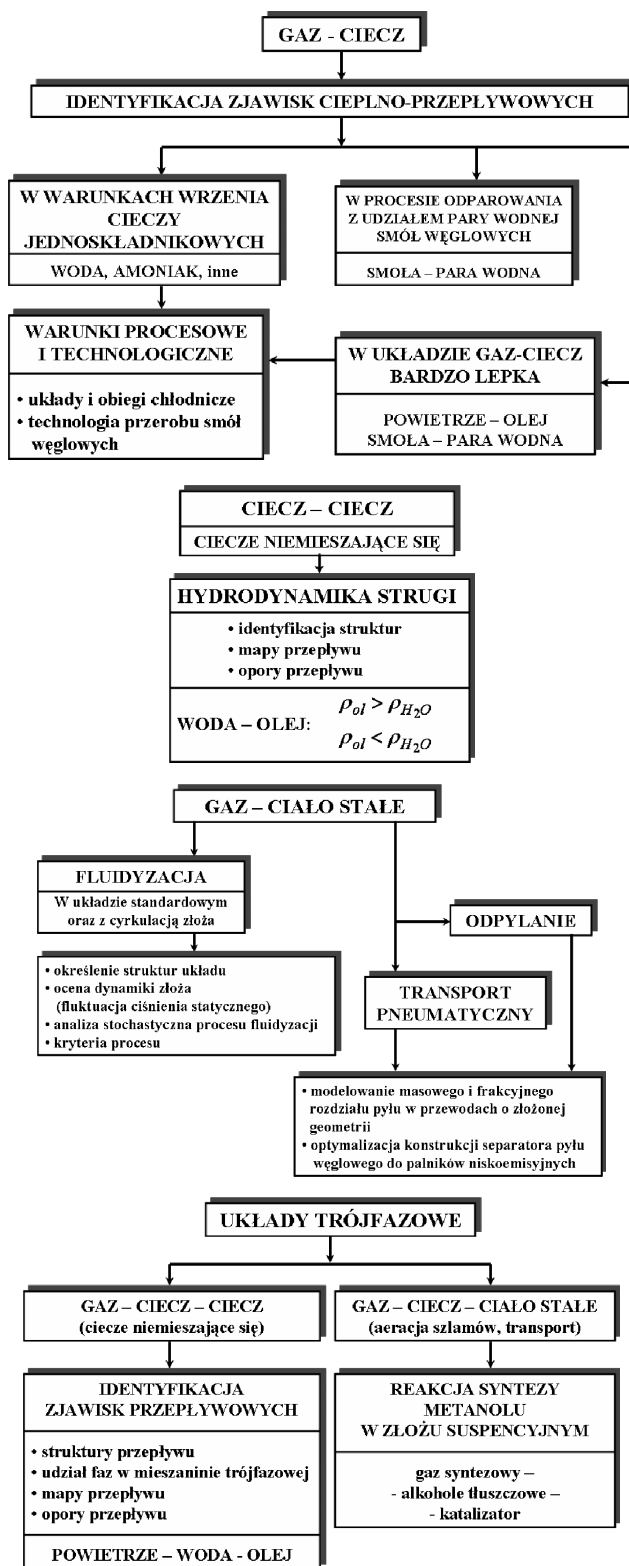 GAZ - CIECZ
IDENTYFIKACJA ZJAWISK CIEPLNO-PRZEPŁYWOWYCH
W WARUNKACH WRZENIA
CIECZY
JEDNOSKŁADNIKOWYCH
WODA, AMONIAK, inne
W PROCESIE ODPAROWANIA
Z UDZIAŁEM PARY WODNEJ
SMÓŁ WĘGLOWYCH
SMOŁA – PARA WODNA
WARUNKI PROCESOWE
I TECHNOLOGICZNE
• układy i obiegi chłodnicze
• technologia przerobu smół
węglowych
W UKŁADZIE GAZ-CIECZ
BARDZO LEPKA
POWIETRZE – OLEJ
SMOŁA – PARA WODNA
CIECZ – CIECZ
CIECZE NIEMIESZAJĄCE SIĘ
HYDRODYNAMIKA STRUGI
• identyfikacja struktur
• mapy przepływu
• opory przepływu
WODA – OLEJ:
ρol > ρH2O
ρol < ρH2O
GAZ – CIAŁO STAŁE
FLUIDYZACJA
W układzie standardowym
oraz z cyrkulacją złoża
• określenie struktur układu
• ocena dynamiki złoża
(fluktuacja ciśnienia statycznego)
• analiza stochastyczna procesu fluidyzacji
• kryteria procesu
ODPYLANIE
TRANSPORT
PNEUMATYCZNY
• modelowanie masowego i frakcyjnego
rozdziału pyłu w przewodach o złożonej
geometrii
• optymalizacja konstrukcji separatora pyłu
węglowego do palników niskoemisyjnych
UKŁADY TRÓJFAZOWE
GAZ – CIECZ – CIECZ
(ciecze niemieszające się)
GAZ – CIECZ – CIAŁO STAŁE
(aeracja szlamów, transport)
IDENTYFIKACJA
ZJAWISK PRZEPŁYWOWYCH
• struktury przepływu
• udział faz w mieszaninie trójfazowej
• mapy przepływu
• opory przepływu
POWIETRZE – WODA - OLEJ
REAKCJA SYNTEZY
METANOLU
W ZŁOŻU SUSPENCYJNYM
gaz syntezowy –
- alkohole tłuszczowe –
- katalizator